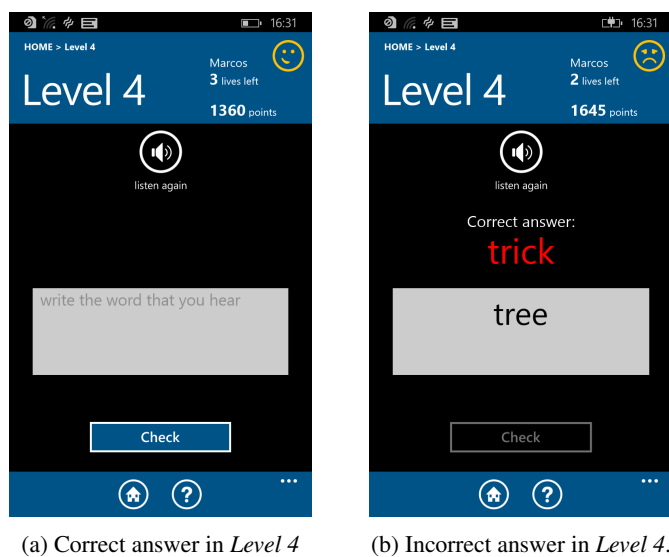 16:31
HOME > Level 4
Level 4
Marcos
3 lives left
1360 points
listen again
write the word that you hear
Check
(a) Correct answer in Level 4
16:31
HOME > Level 4
Level 4
Marcos
2 lives left
1645 points
listen again
Correct answer:
trick
tree
Check
(b) Incorrect answer in Level 4.